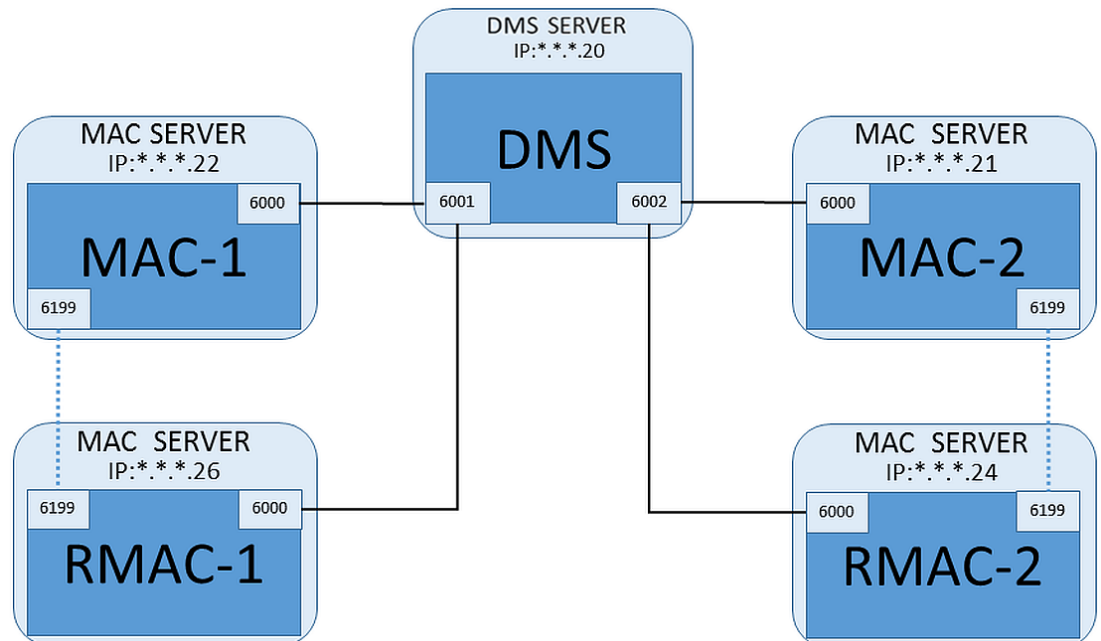 DMS SERVER
IP:*.*.*.20
DMS
6001
6002
MAC SERVER
IP:*.*.*.22
6000
MAC-1
6199
MAC SERVER
IP:*.*.*.21
6000
MAC-2
6199
MAC SERVER
IP:*.*.*.26
6199
6000
RMAC-1
MAC SERVER
IP:*.*.*.24
6000
6199
RMAC-2